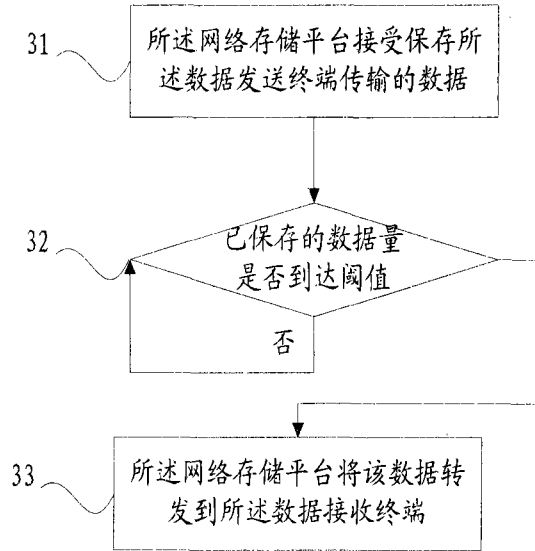 31
所述网络存储平台接受保存所
述数据发送终端传输的数据
32
已保存的数据量
是否到达阈值
否
33
所述网络存储平台将该数据转
发到所述数据接收终端